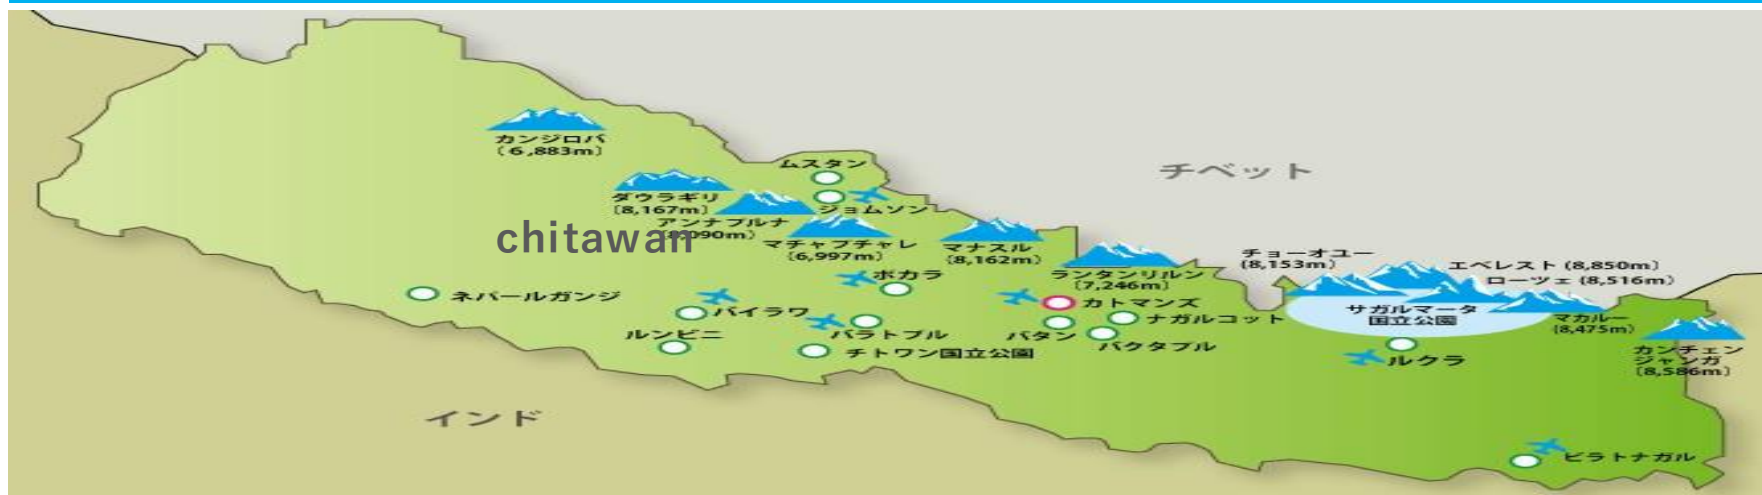 カンジロバ
(6,883m)
ムスタン
チベット
ダウラギリ
(8,167m)
ジョムソン
アンナプルナ
090m)
chitawan
マチャプチャレ
(6,997m)
マナスル
(8,162m)
ランタンリルン
(7,246m)
チョーオユー
(8,153m)
エベレスト (8,850m)
ローツェ (8,516m)
ポカラ
カトマンズ
ネパールガンジ
バイラワ
ナガルコット
サガルマータ
国立公園
マカルー
(8,475m)
ルンビニ
バラトプル
パタン
バクタプル
チトワン国立公園
ルクラ
カンチェン
ジャンガ
(8,586m)
インド
ビラトナガル